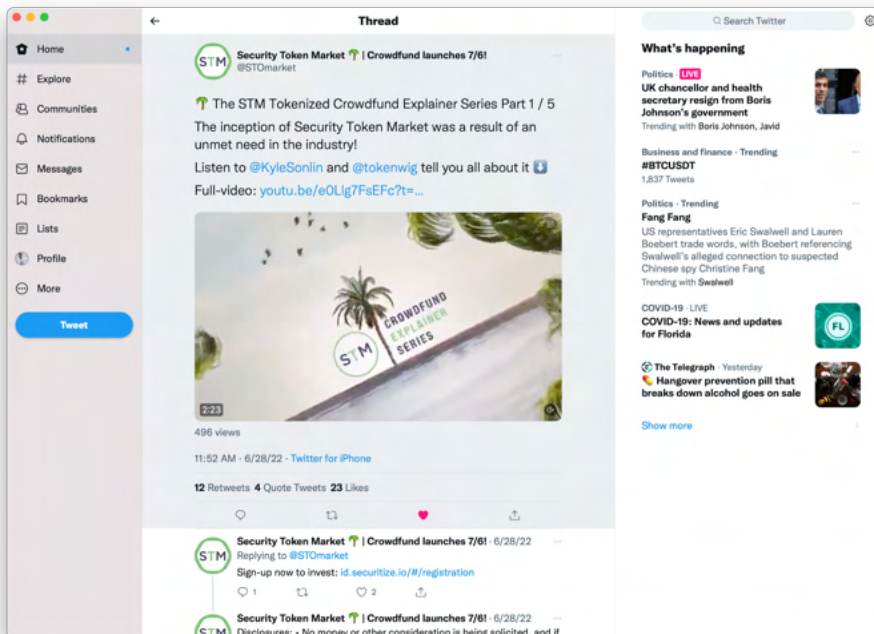 Home
Explore
Communities
Notifications
Messages
Bookmarks
Lists
Profile
More
Tweet
Thread
STM
Security Token Market 🌴 | Crowdfund launches 7/6!
@STOmarket
🌴 The STM Tokenized Crowdfund Explainer Series Part 1 / 5
The inception of Security Token Market was a result of an
unmet need in the industry!
Listen to @KyleSonlin and @tokenwig tell you all about it ⬇️
Full-video: youtu.be/e0Llg7FsEFc?t=...
STM
CROWDFUND
EXPLAINER
SERIES
2:23
496 views
11:52 AM · 6/28/22 · Twitter for iPhone
12 Retweets 4 Quote Tweets 23 Likes
STM
Security Token Market 🌴 | Crowdfund launches 7/6! · 6/28/22
Replying to @STOmarket
Sign-up now to invest: id.securitize.io/#/registration
1 2
STM
Security Token Market 🌴 | Crowdfund launches 7/6! · 6/28/22
Disclosures: • No money or other consideration is being solicited, and if
Search Twitter
What's happening
Politics · LIVE
UK chancellor and health
secretary resign from Boris
Johnson's government
Trending with Boris Johnson, Javid
Business and finance · Trending
#BTCUSDT
1,837 Tweets
Politics · Trending
Fang Fang
US representatives Eric Swalwell and Lauren
Boebert trade words, with Boebert referencing
Swalwell's alleged connection to suspected
Chinese spy Christine Fang
Trending with Swalwell
COVID-19 · LIVE
COVID-19: News and updates
for Florida
FL
The Telegraph · Yesterday
💊 Hangover prevention pill that
breaks down alcohol goes on sale
Show more